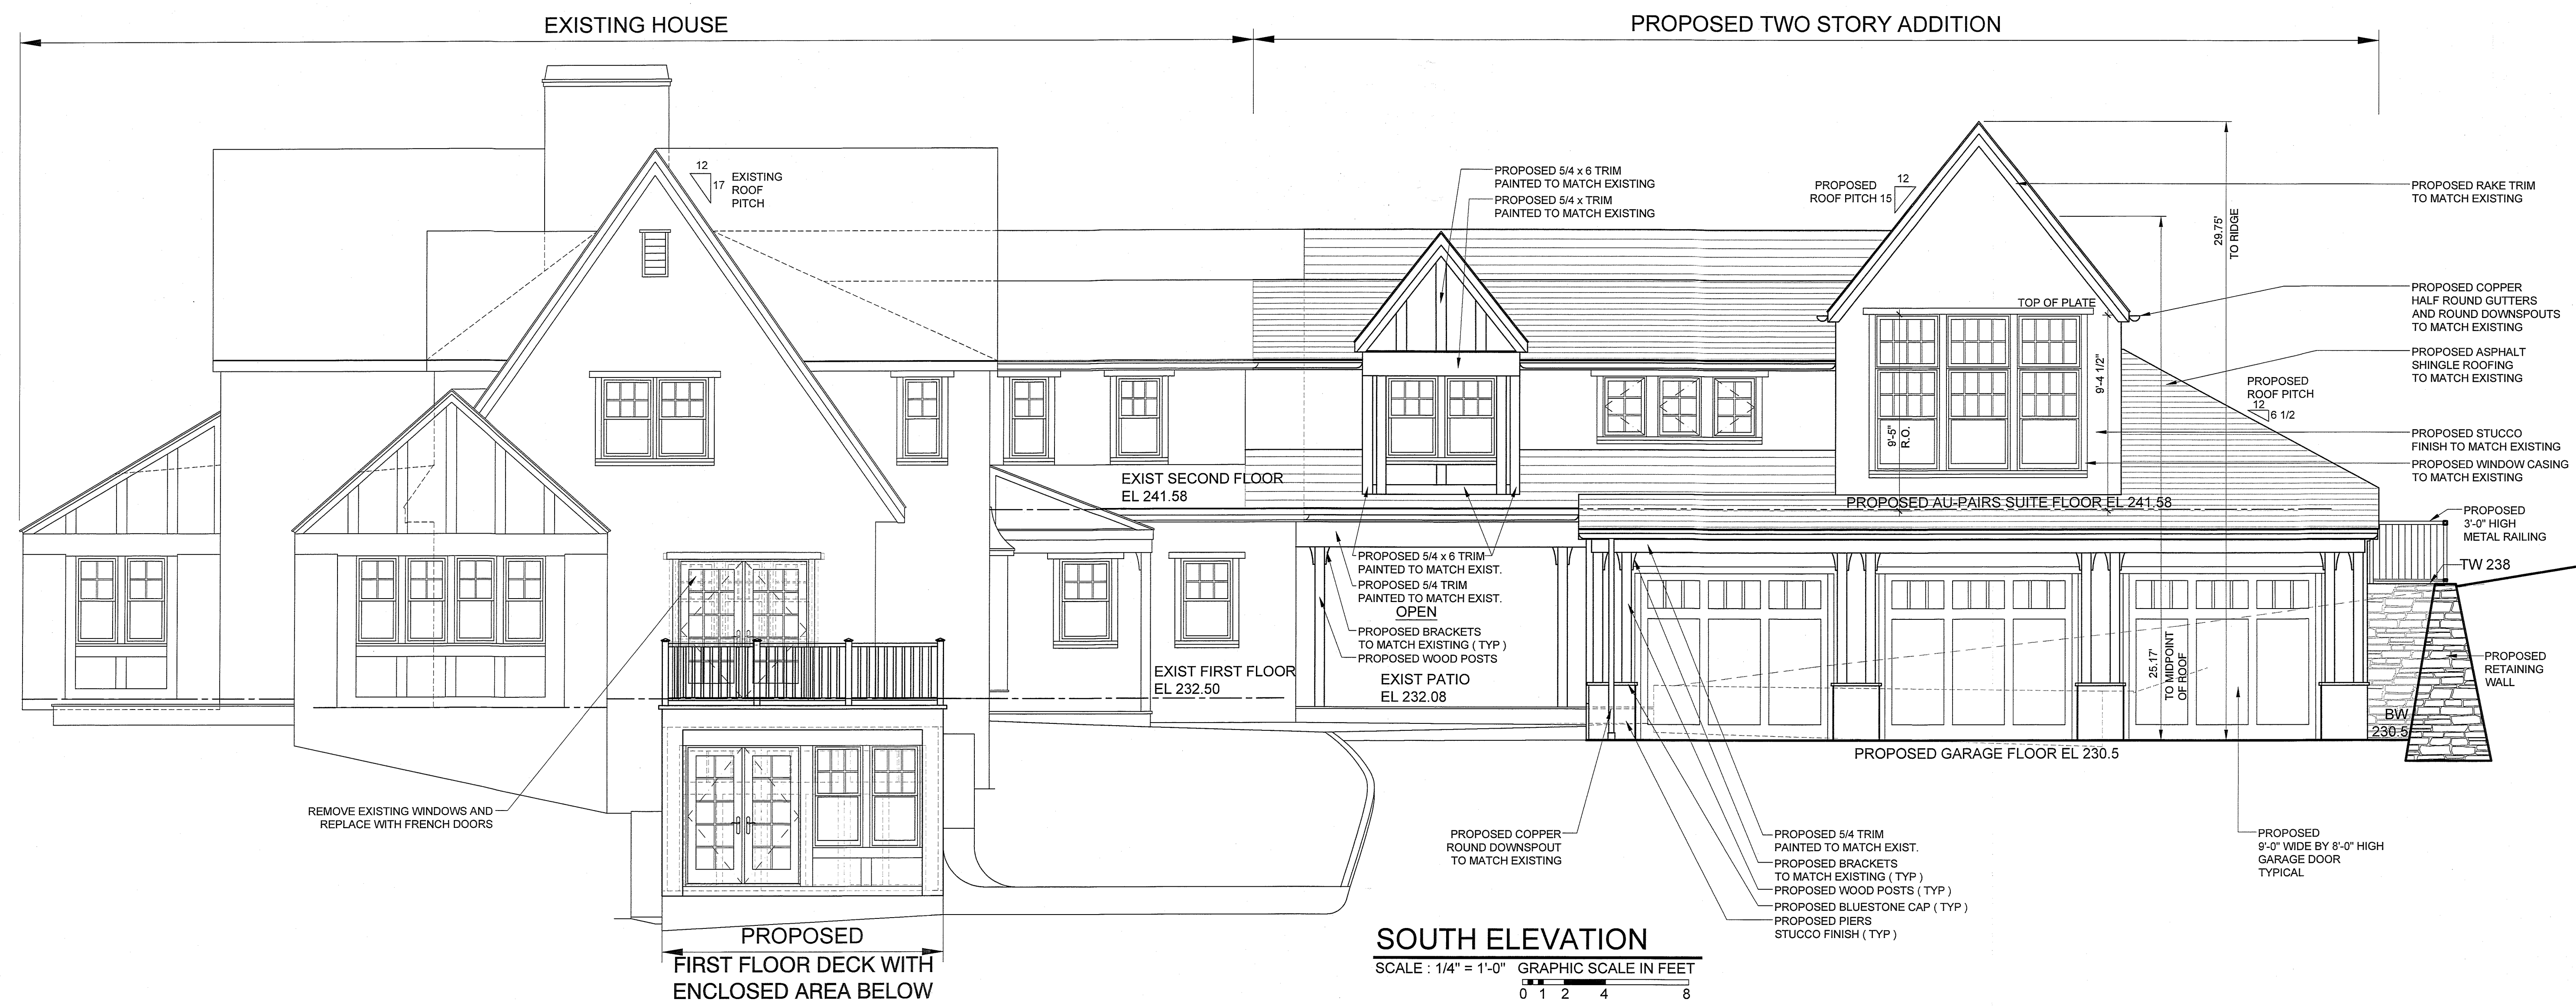 EXISTING HOUSE
PROPOSED TWO STORY ADDITION
12
17
EXISTING
ROOF
PITCH
PROPOSED 5/4 x 6 TRIM
PAINTED TO MATCH EXISTING
PROPOSED 5/4 x TRIM
PAINTED TO MATCH EXISTING
PROPOSED
ROOF PITCH 15
12
29.75'
TO RIDGE
PROPOSED RAKE TRIM
TO MATCH EXISTING
TOP OF PLATE
PROPOSED COPPER
HALF ROUND GUTTERS
AND ROUND DOWNSPOUTS
TO MATCH EXISTING
PROPOSED ASPHALT
SHINGLE ROOFING
TO MATCH EXISTING
9'-4 1/2"
PROPOSED
ROOF PITCH
12
6 1/2
9'-5"
R.O.
PROPOSED STUCCO
FINISH TO MATCH EXISTING
PROPOSED WINDOW CASING
TO MATCH EXISTING
EXIST SECOND FLOOR
EL 241.58
PROPOSED AU-PAIRS SUITE FLOOR EL 241.58
PROPOSED
3'-0" HIGH
METAL RAILING
TW 238
PROPOSED 5/4 x 6 TRIM
PAINTED TO MATCH EXIST.
PROPOSED 5/4 TRIM
PAINTED TO MATCH EXIST.
OPEN
PROPOSED BRACKETS
TO MATCH EXISTING ( TYP )
PROPOSED WOOD POSTS
EXIST FIRST FLOOR
EL 232.50
EXIST PATIO
EL 232.08
25.17'
TO MIDPOINT
OF ROOF
PROPOSED
RETAINING
WALL
BW
230.5
PROPOSED GARAGE FLOOR EL 230.5
REMOVE EXISTING WINDOWS AND
REPLACE WITH FRENCH DOORS
PROPOSED COPPER
ROUND DOWNSPOUT
TO MATCH EXISTING
PROPOSED 5/4 TRIM
PAINTED TO MATCH EXIST.
PROPOSED BRACKETS
TO MATCH EXISTING ( TYP )
PROPOSED WOOD POSTS ( TYP )
PROPOSED BLUESTONE CAP ( TYP )
PROPOSED PIERS
STUCCO FINISH ( TYP )
PROPOSED
9'-0" WIDE BY 8'-0" HIGH
GARAGE DOOR
TYPICAL
PROPOSED
FIRST FLOOR DECK WITH
ENCLOSED AREA BELOW
SOUTH ELEVATION
SCALE : 1/4" = 1'-0" GRAPHIC SCALE IN FEET
0 1 2 4 8